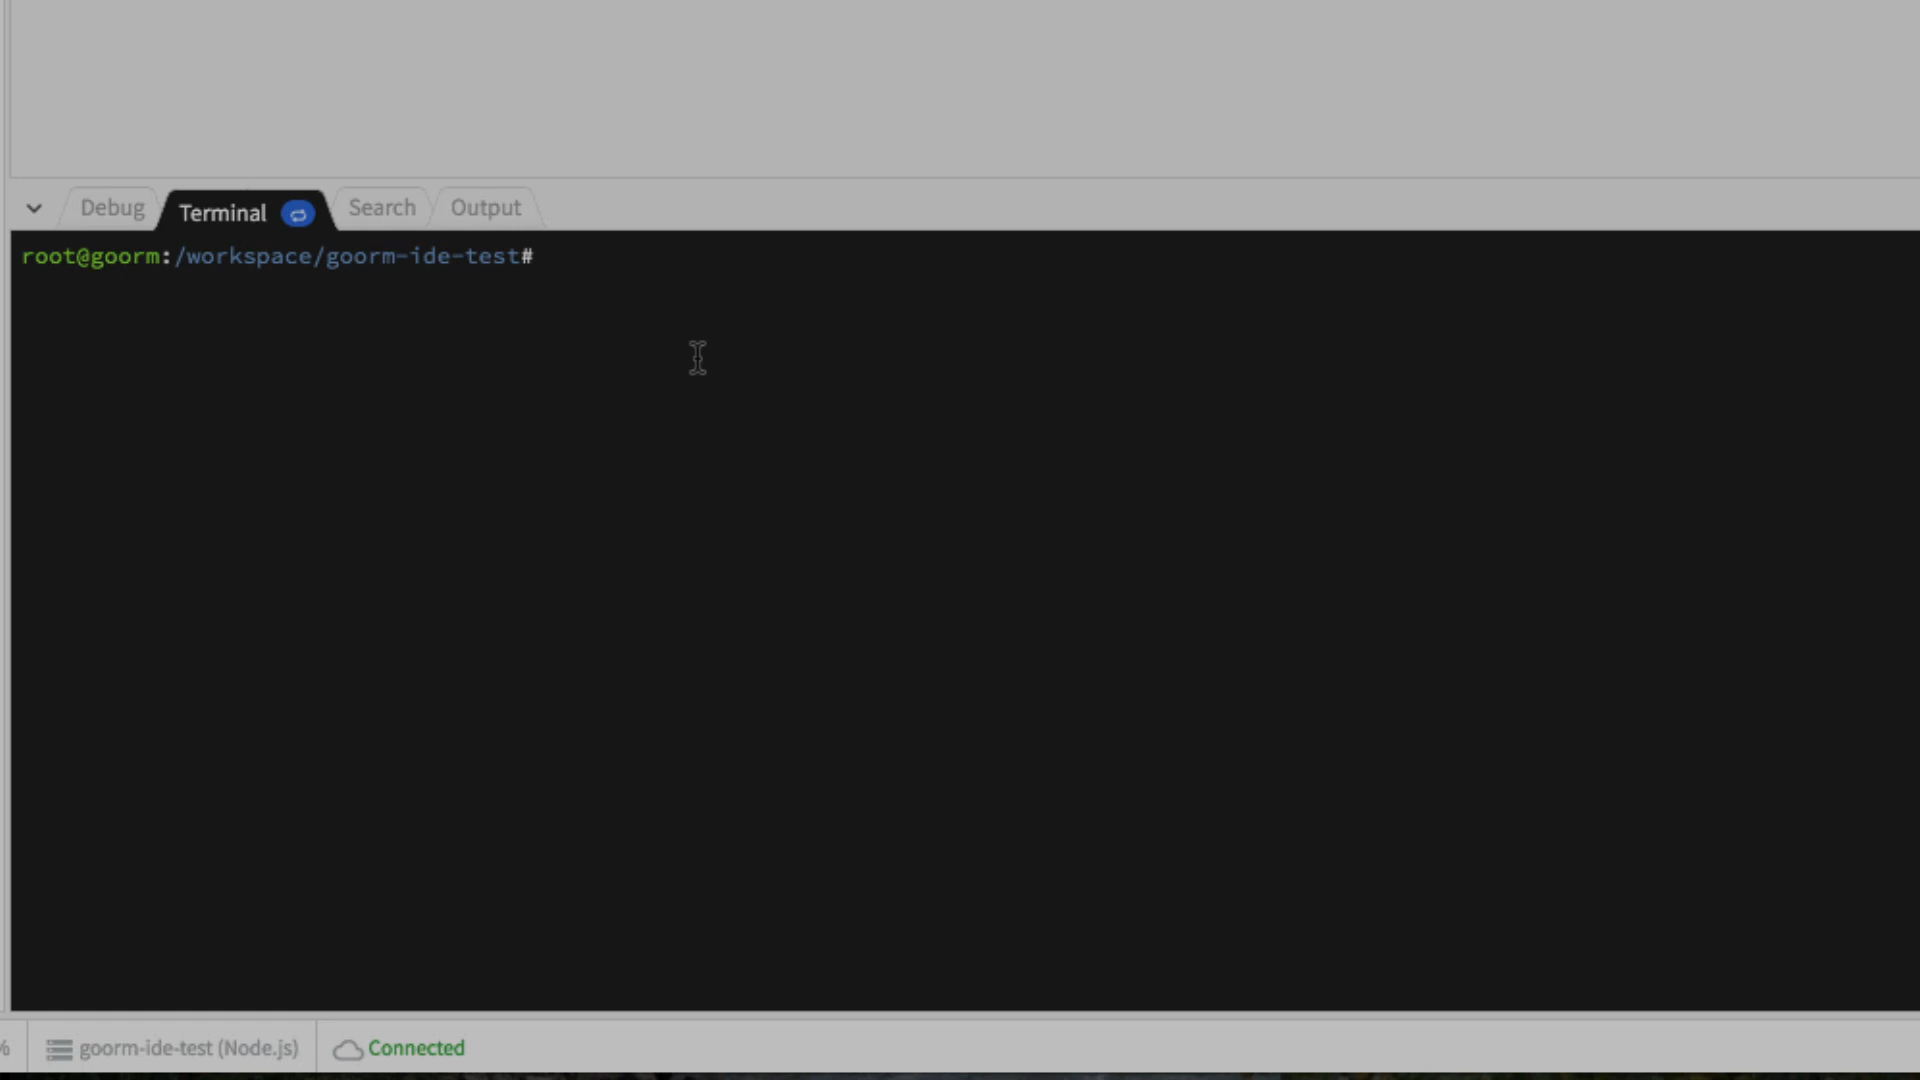 Debug Terminal Search Output
root@goorm:/workspace/goorm-ide-test#
% goorm-ide-test (Node.js) Connected